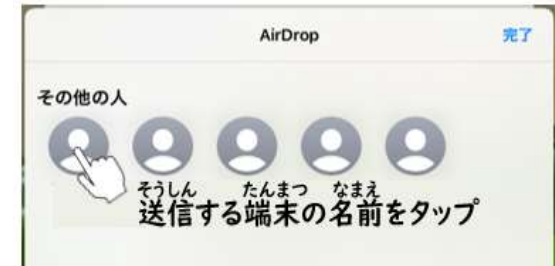 AirDrop 完了
その他の人
そうしん たんまつ なまえ
送信する端末の名前をタップ